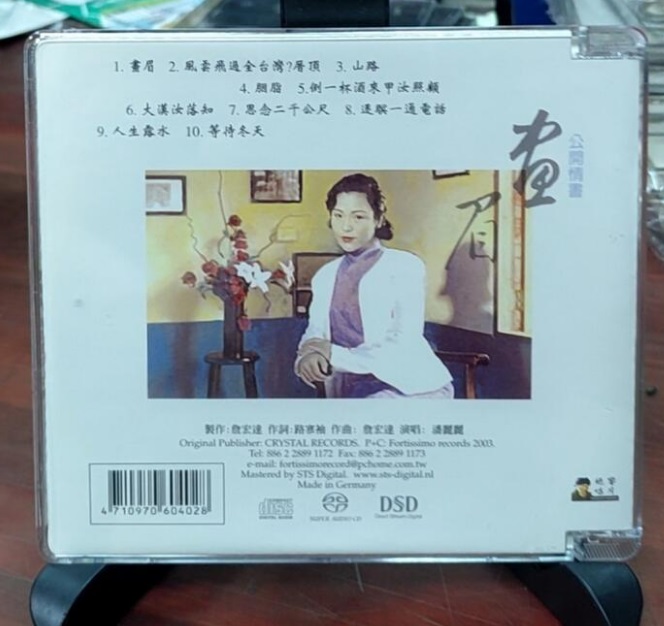 1. 畫眉 2. 風雲飛過全台灣?厝頂 3. 山路
4. 胭脂 5.倒一杯酒來甲汝照顧
6. 大漢汝落知 7. 思念二千公尺 8. 遂睏一通電話
9. 人生露水 10. 等待冬天
畫眉
公開情書
製作:詹宏達 作詞:路寒袖 作曲: 詹宏達 演唱: 潘麗麗
Original Publisher: CRYSTAL RECORDS. P+C: Fortissimo records 2003.
Tel: 886 2 2889 1172 Fax: 886 2 2889 1173
e-mail: fortissimorecord@pchome.com.tw
Mastered by STS Digital. www.sts-digital.nl
Made in Germany
4 710970 604028
disc
DIGITAL AUDIO
SUPER AUDIO CD
DSD
Direct Stream Digital